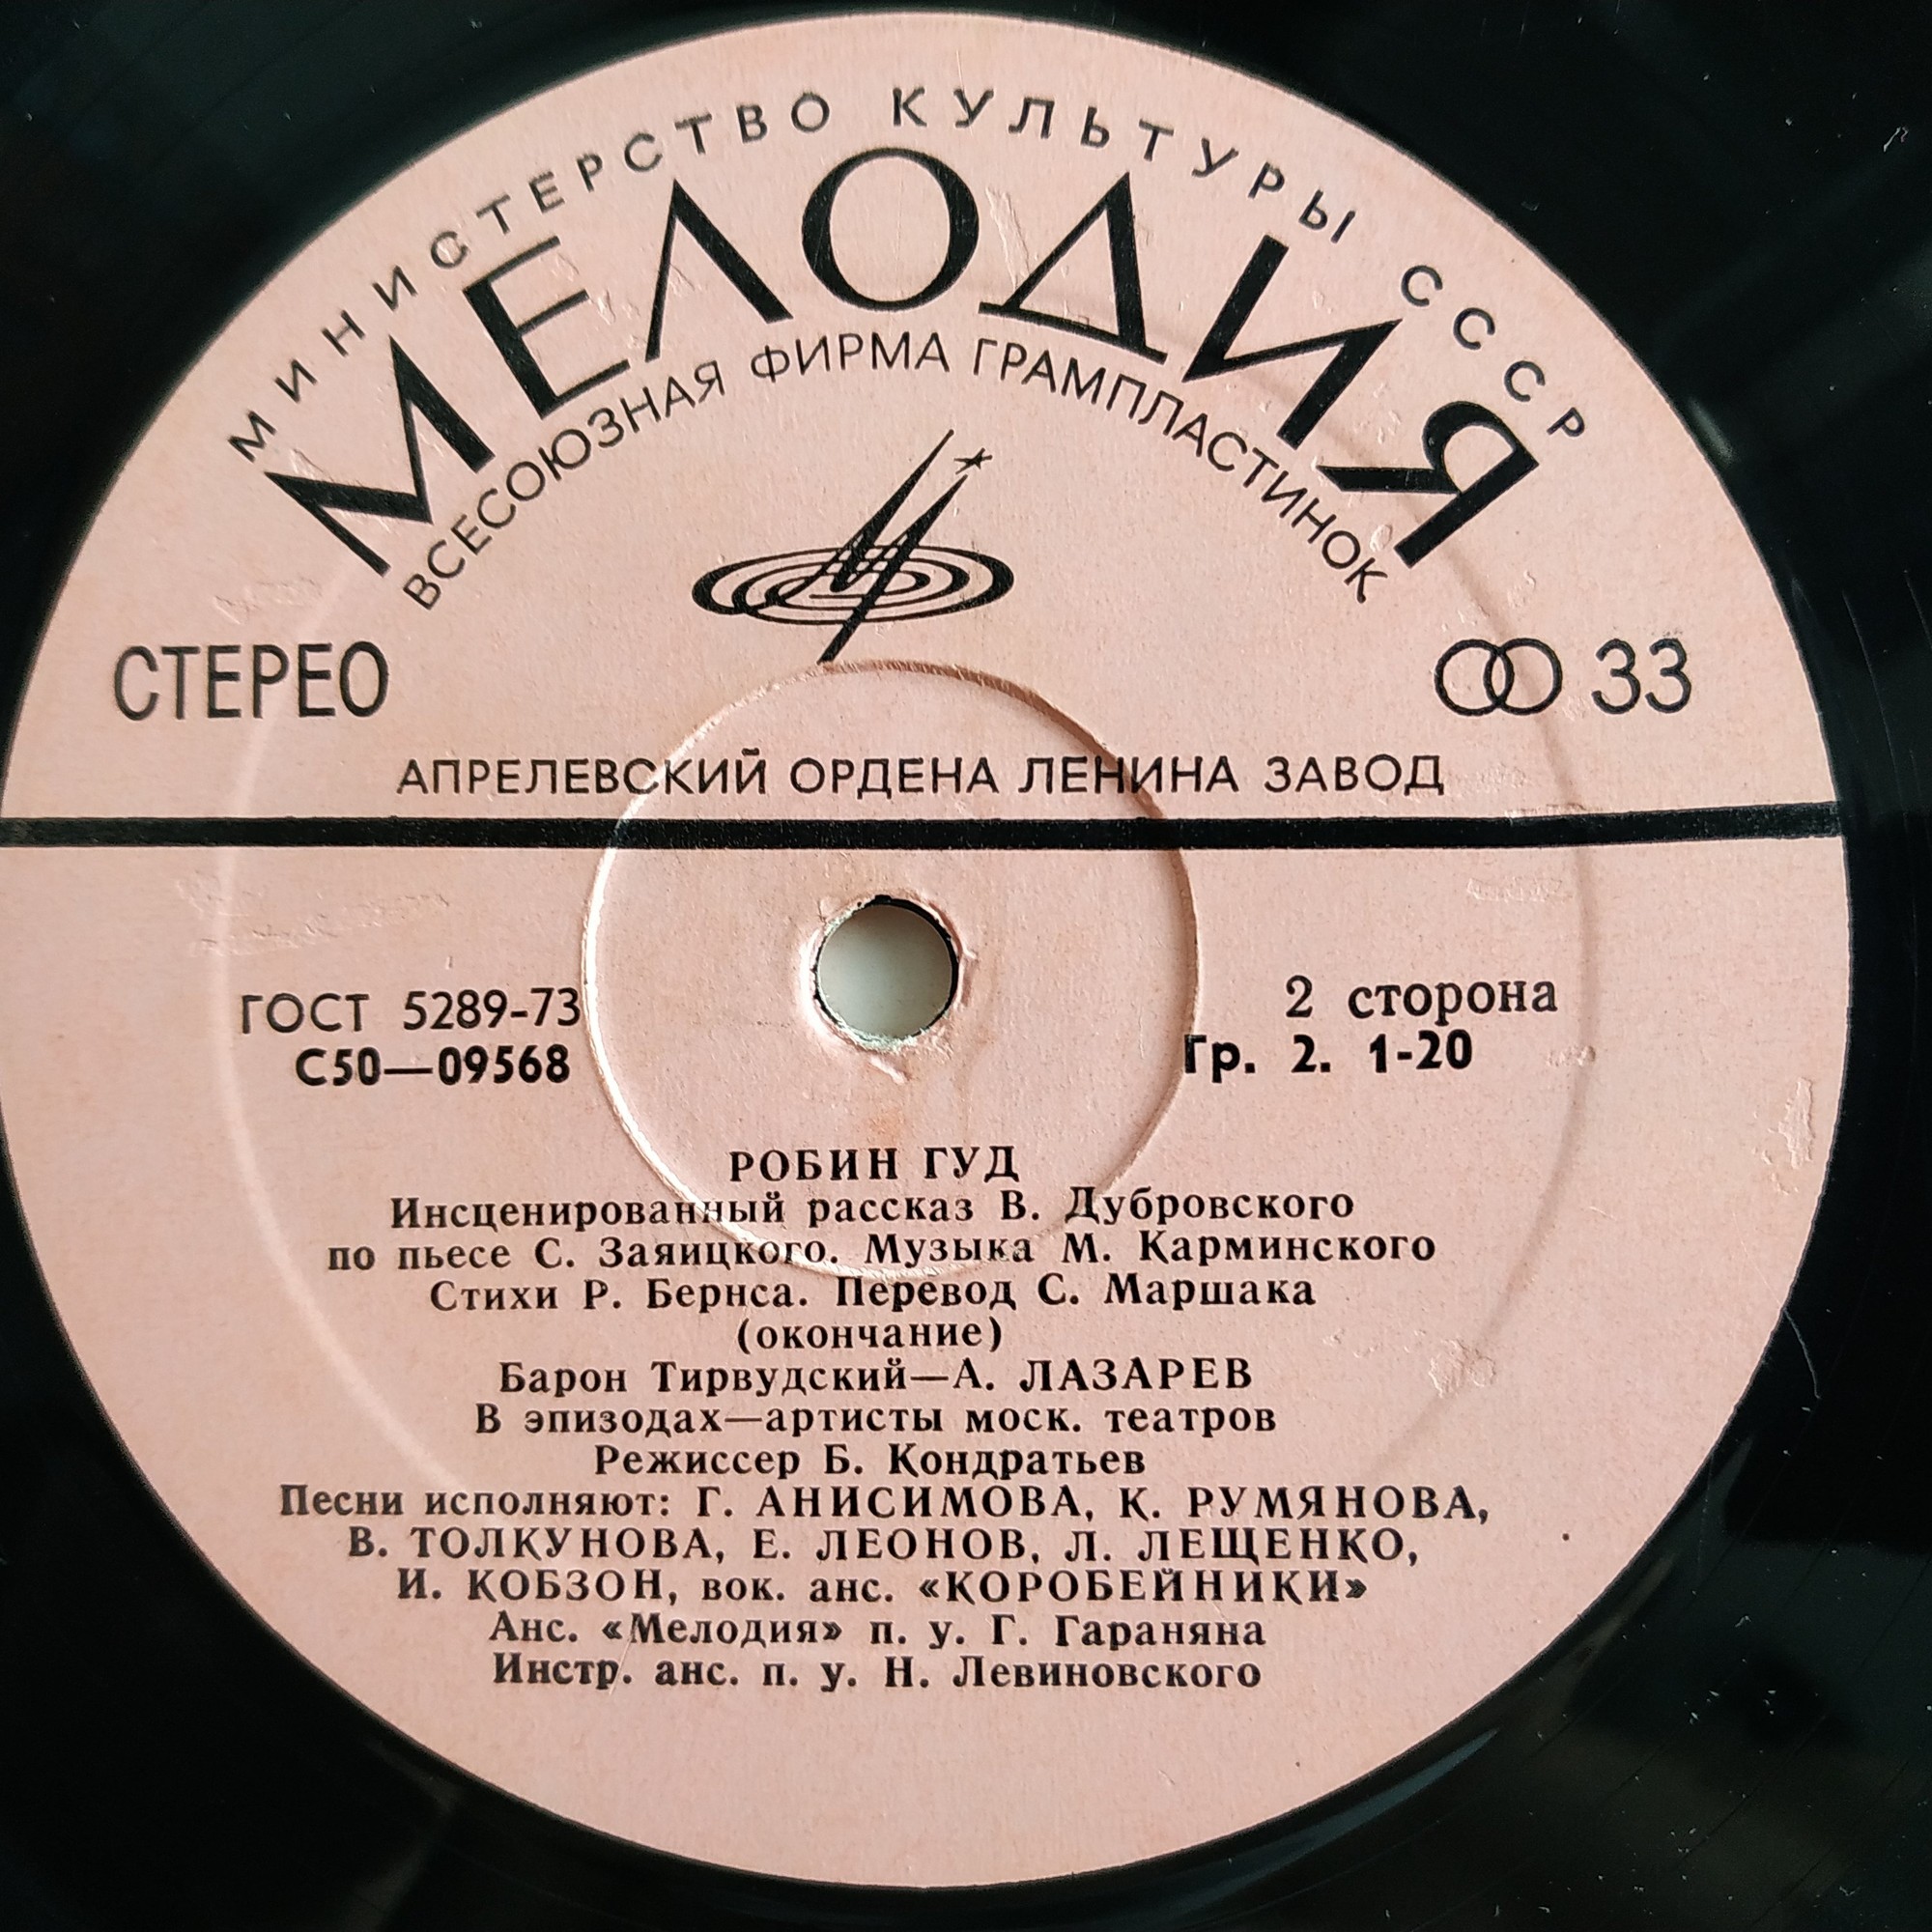 МИНИСТЕРСТВО КУЛЬТУРЫ СССР
МЕЛОДИЯ
ВСЕСОЮЗНАЯ ФИРМА ГРАМПЛАСТИНОК
СТЕРЕО
33
АПРЕЛЕВСКИЙ ОРДЕНА ЛЕНИНА ЗАВОД
ГОСТ 5289-73
С50—09568
2 сторона
Гр. 2. 1-20
РОБИН ГУД
Инсценированный рассказ В. Дубровского
по пьесе С. Заяицкого. Музыка М. Карминского
Стихи Р. Бернса. Перевод С. Маршака
(окончание)
Барон Тирвудский—А. ЛАЗАРЕВ
В эпизодах—артисты моск. театров
Режиссер Б. Кондратьев
Песни исполняют: Г. АНИСИМОВА, К. РУМЯНОВА,
В. ТОЛКУНОВА, Е. ЛЕОНОВ, Л. ЛЕЩЕНКО,
И. КОБЗОН, вок. анс. «КОРОБЕЙНИКИ»
Анс. «Мелодия» п. у. Г. Гараняна
Инстр. анс. п. у. Н. Левиновского